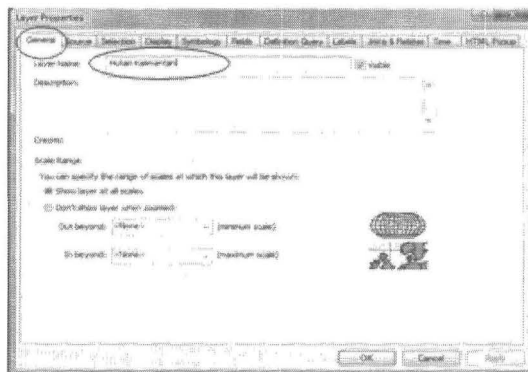 Layer Properties
General Source Selection Display Symbology Fields Definition Query Labels Joins & Relates Time HTML Popup
Layer Name: Hutan Kalimantan Visible
Description:
Credits:
Scale Range
You can specify the range of scales at which this layer will be shown:
Show layer at all scales
Don't show layer when zoomed:
Out beyond: <None> (minimum scale)
In beyond: <None> (maximum scale)
OK Cancel Apply